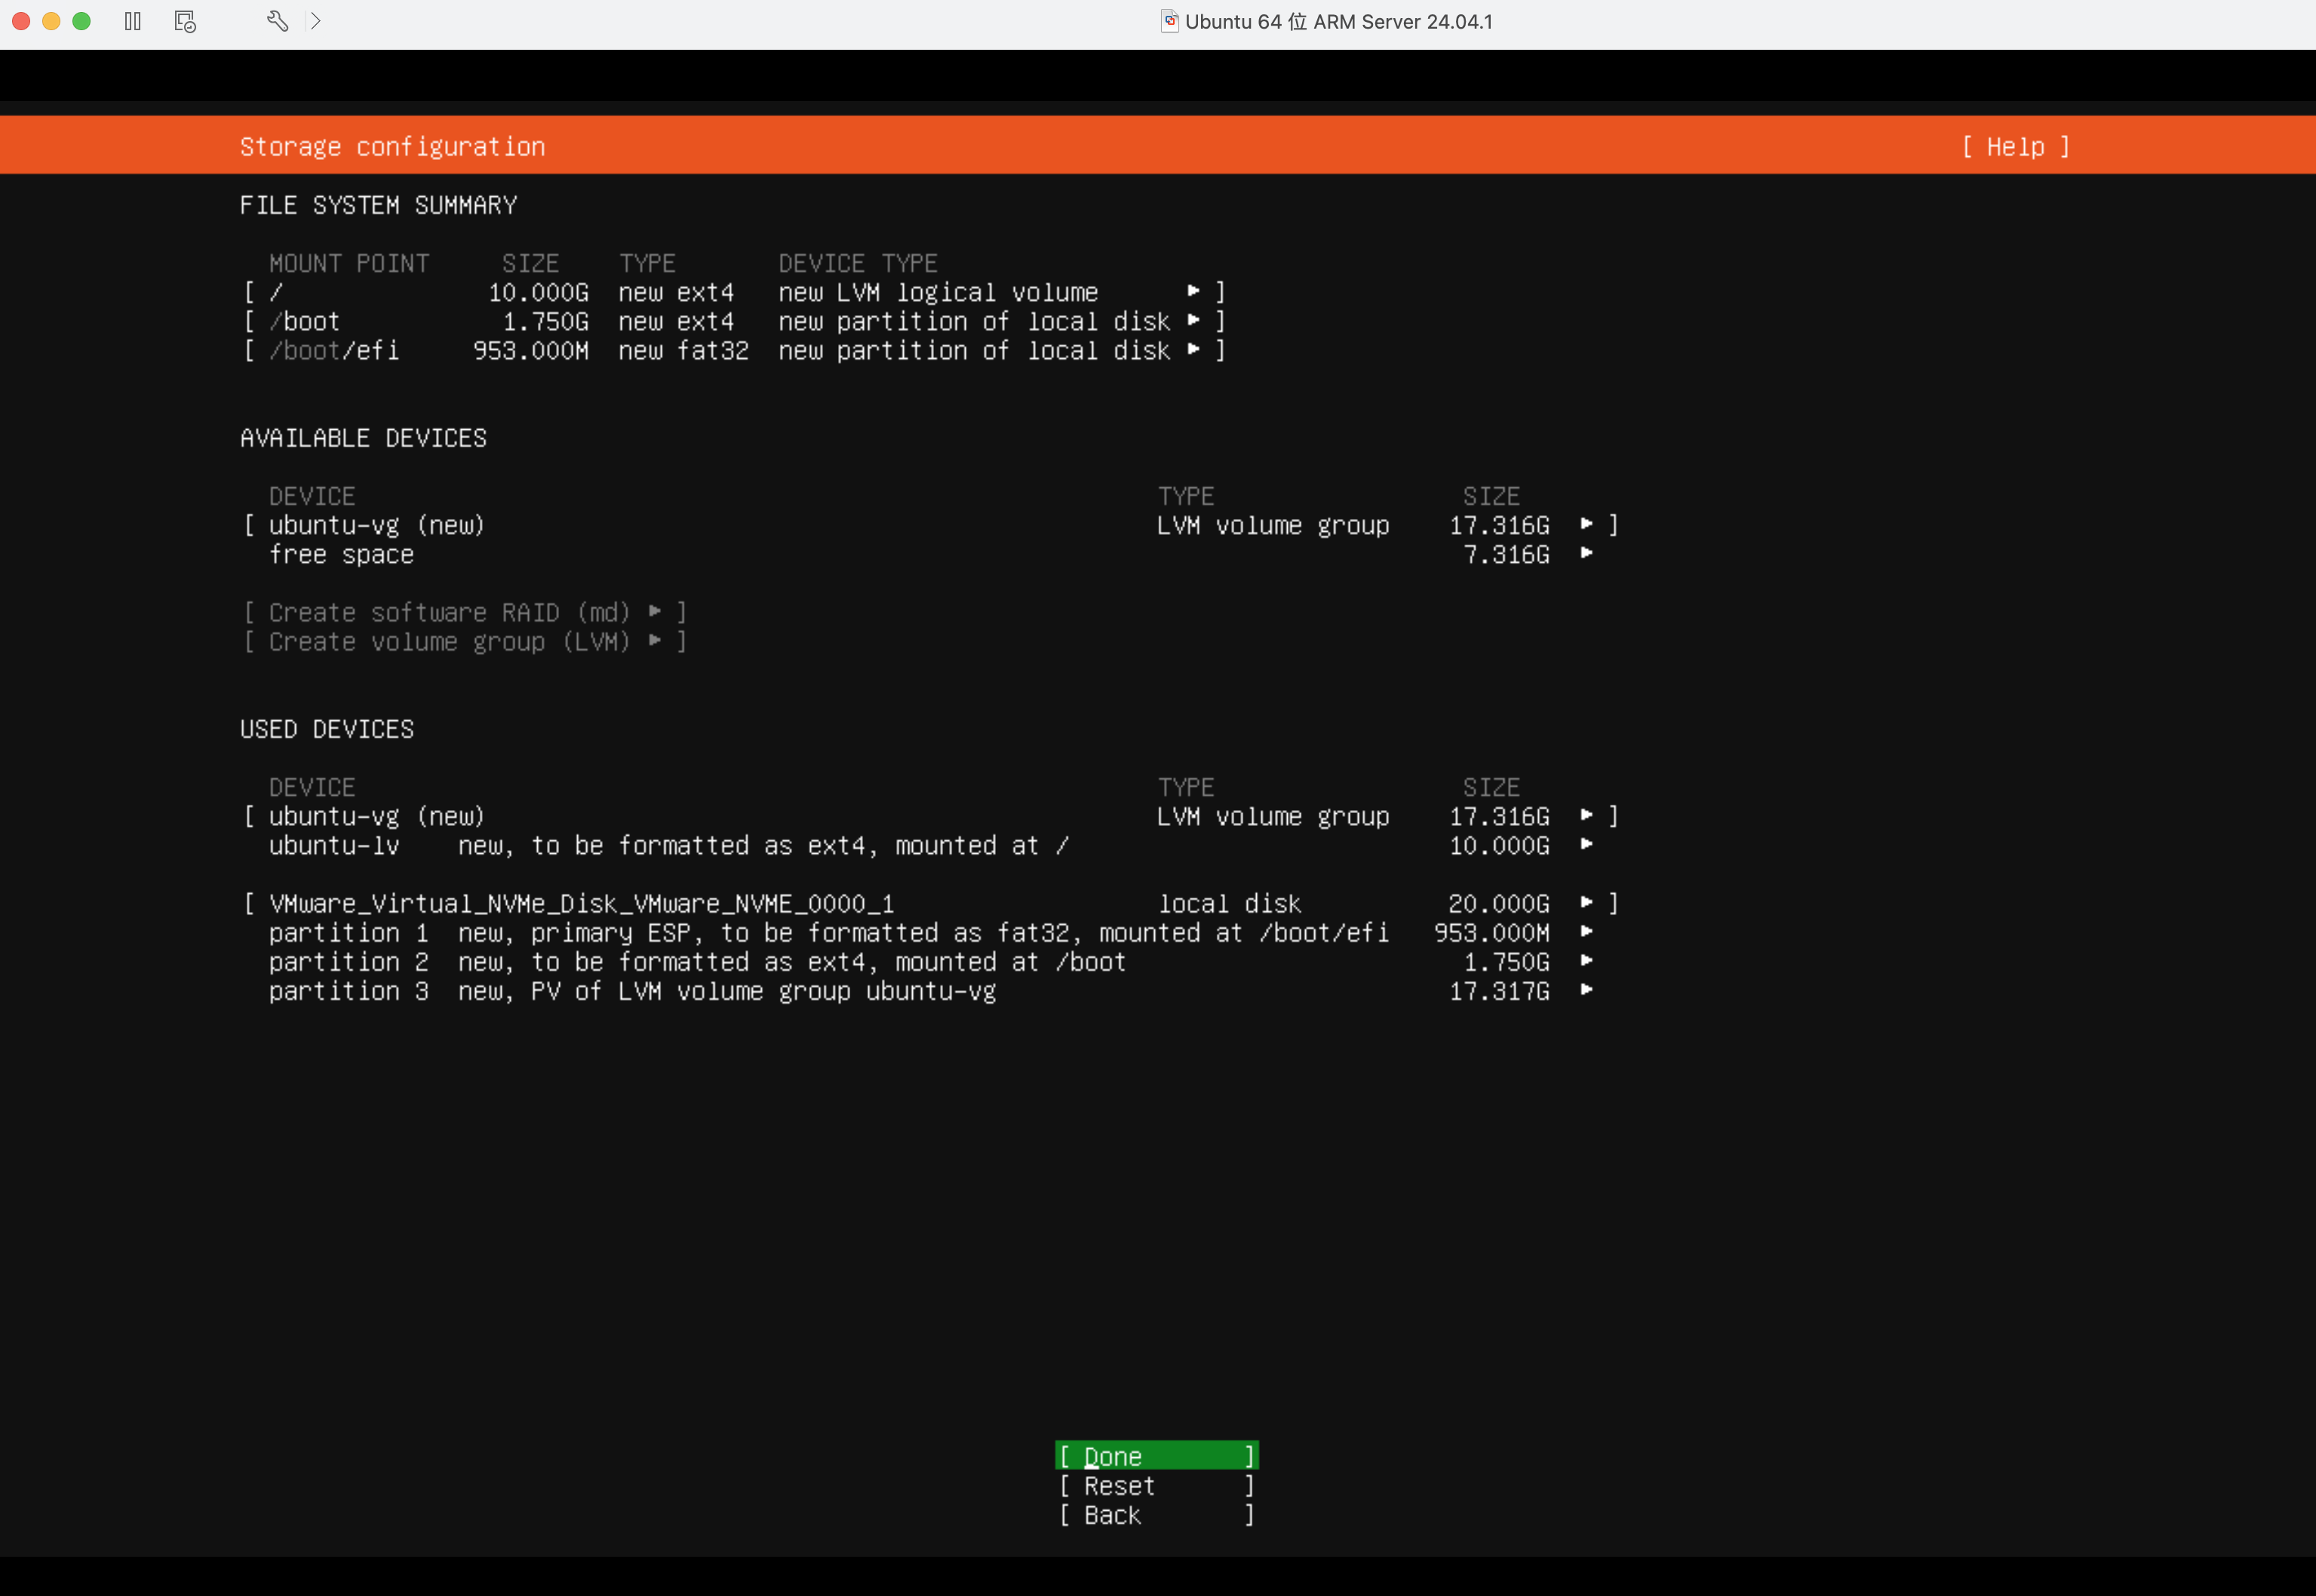 Ubuntu 64 位 ARM Server 24.04.1
Storage configuration [ Help ]
FILE SYSTEM SUMMARY
MOUNT POINT SIZE TYPE DEVICE TYPE
[ / 10.000G new ext4 new LVM logical volume ▸ ]
[ /boot 1.750G new ext4 new partition of local disk ▸ ]
[ /boot/efi 953.000M new fat32 new partition of local disk ▸ ]
AVAILABLE DEVICES
DEVICE TYPE SIZE
[ ubuntu-vg (new) LVM volume group 17.316G ▸ ]
free space 7.316G ▸
[ Create software RAID (md) ▸ ]
[ Create volume group (LVM) ▸ ]
USED DEVICES
DEVICE TYPE SIZE
[ ubuntu-vg (new) LVM volume group 17.316G ▸ ]
ubuntu-lv new, to be formatted as ext4, mounted at / 10.000G ▸
[ VMware_Virtual_NVMe_Disk_VMware_NVME_0000_1 local disk 20.000G ▸ ]
partition 1 new, primary ESP, to be formatted as fat32, mounted at /boot/efi 953.000M ▸
partition 2 new, to be formatted as ext4, mounted at /boot 1.750G ▸
partition 3 new, PV of LVM volume group ubuntu-vg 17.317G ▸
[ Done ]
[ Reset ]
[ Back ]